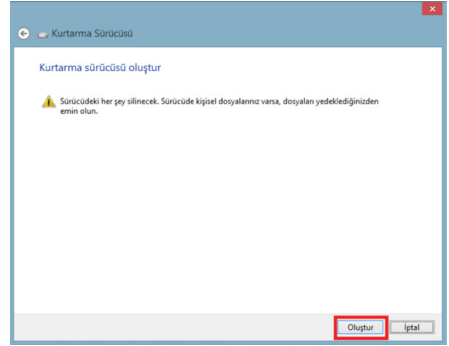 Kurtarma Sürücüsü
Kurtarma sürücüsü oluştur
Sürücüdeki her şey silinecek. Sürücüde kişisel dosyalarınız varsa, dosyaları yedeklediğinizden
emin olun.
Oluştur İptal